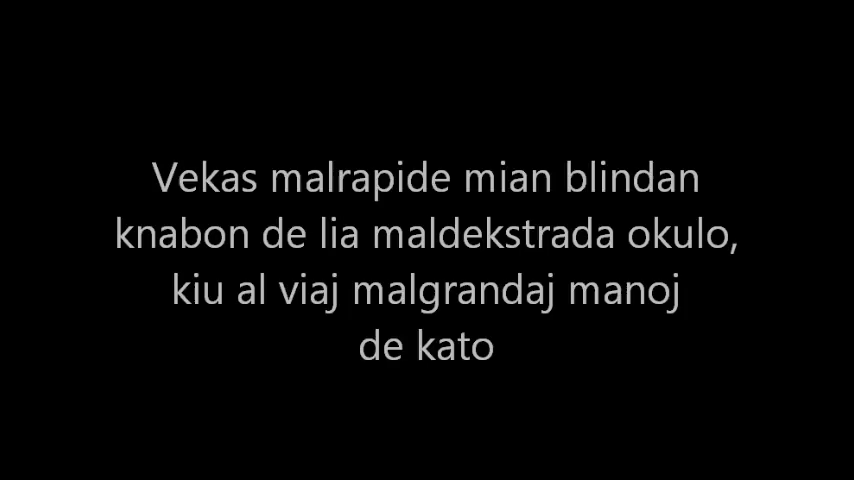 Vekas malrapide mian blindan
knabon de lia maldekstrada okulo,
kiu al viaj malgrandaj manoj
de kato